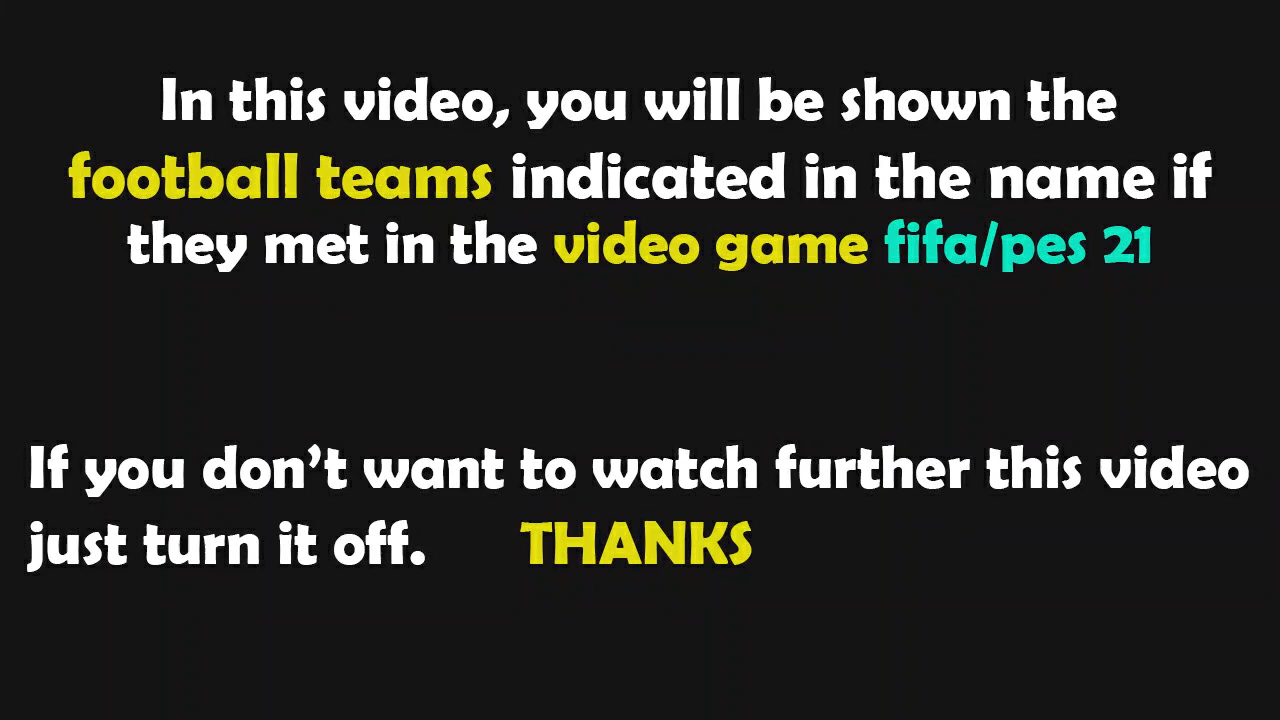 In this video, you will be shown the
football teams indicated in the name if
they met in the video game fifa/pes 21
If you don't want to watch further this video
just turn it off. THANKS